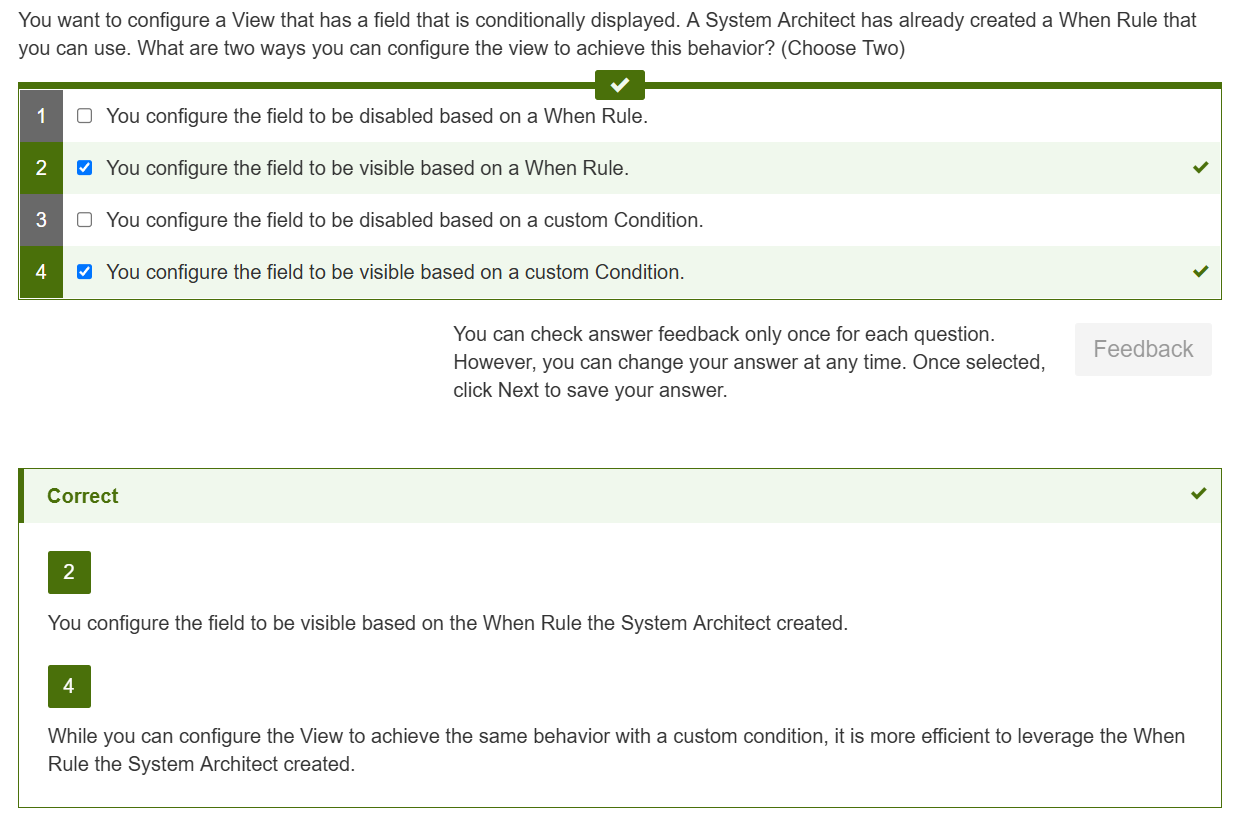 You want to configure a View that has a field that is conditionally displayed. A System Architect has already created a When Rule that
you can use. What are two ways you can configure the view to achieve this behavior? (Choose Two)
1 You configure the field to be disabled based on a When Rule.
2 You configure the field to be visible based on a When Rule.
3 You configure the field to be disabled based on a custom Condition.
4 You configure the field to be visible based on a custom Condition.
You can check answer feedback only once for each question.
However, you can change your answer at any time. Once selected,
click Next to save your answer.
Feedback
Correct
2
You configure the field to be visible based on the When Rule the System Architect created.
4
While you can configure the View to achieve the same behavior with a custom condition, it is more efficient to leverage the When
Rule the System Architect created.